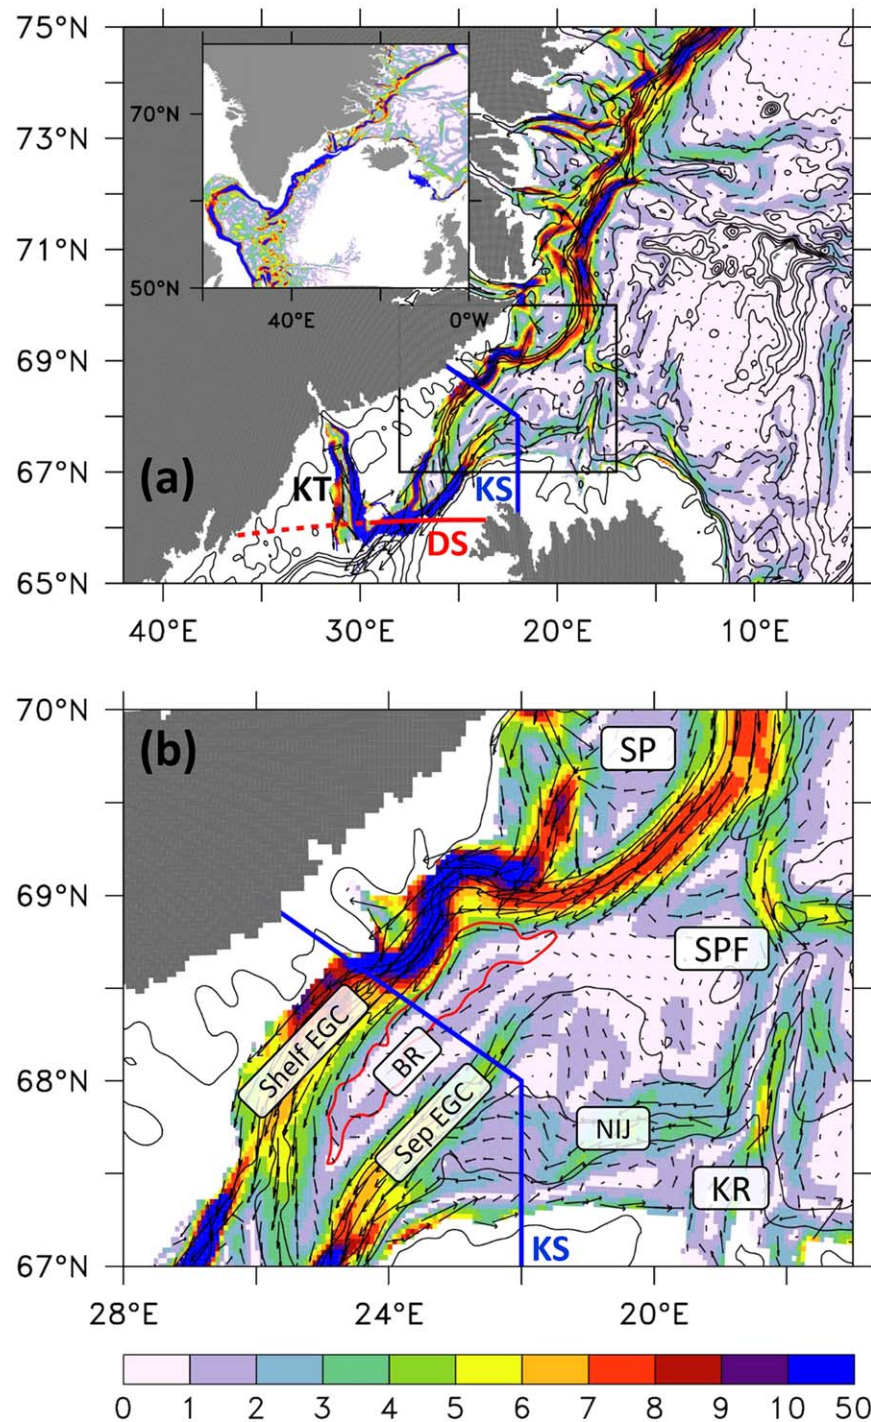 75°N
73°N
71°N
69°N
67°N
65°N
70°N
50°N
40°E
0°W
(a)
KT
KS
DS
40°E
30°E
20°E
10°E
70°N
69°N
68°N
67°N
(b)
SP
SPF
Shelf EGC
BR
Sep EGC
NIJ
KR
KS
28°E
24°E
20°E
0 1 2 3 4 5 6 7 8 9 10 50